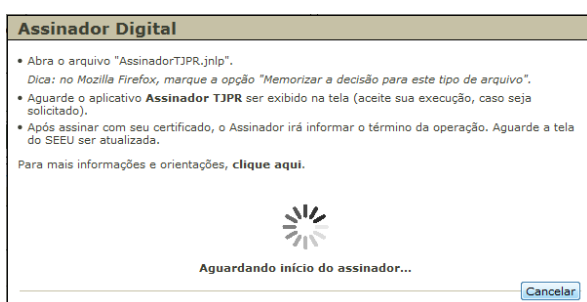 Assinador Digital
• Abra o arquivo "AssinadorTJPR.jnlp".
Dica: no Mozilla Firefox, marque a opção "Memorizar a decisão para este tipo de arquivo".
• Aguarde o aplicativo Assinador TJPR ser exibido na tela (aceite sua execução, caso seja
solicitado).
• Após assinar com seu certificado, o Assinador irá informar o término da operação. Aguarde a tela
do SEEU ser atualizada.
Para mais informações e orientações, clique aqui.
Aguardando início do assinador...
Cancelar